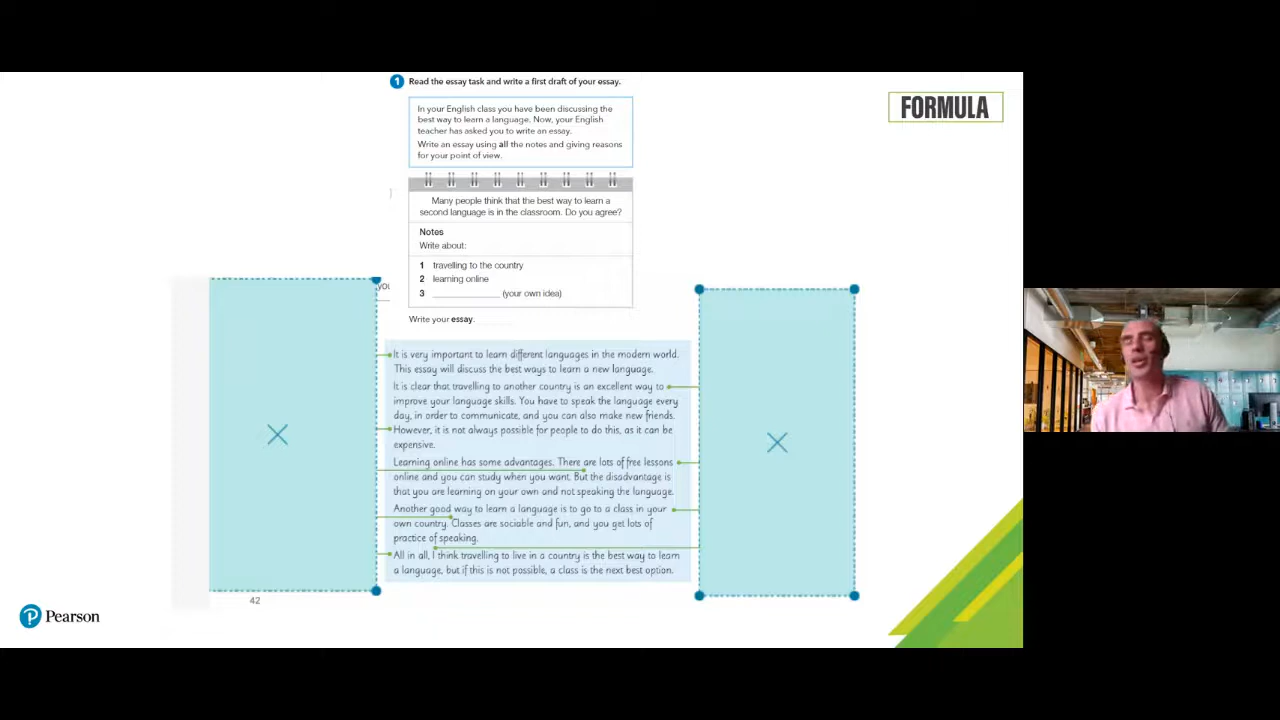 1 Read the essay task and write a first draft of your essay.
In your English class you have been discussing the
best way to learn a language. Now, your English
teacher has asked you to write an essay.
Write an essay using all the notes and giving reasons
for your point of view.
Many people think that the best way to learn a
second language is in the classroom. Do you agree?
Notes
Write about:
1 travelling to the country
2 learning online
3 __________ (your own idea)
Write your essay.
It is very important to learn different languages in the modern world.
This essay will discuss the best ways to learn a new language.
It is clear that travelling to another country is an excellent way to
improve your language skills. You have to speak the language every
day, in order to communicate, and you can also make new friends.
However, it is not always possible for people to do this, as it can be
expensive.
Learning online has some advantages. There are lots of free lessons
online and you can study when you want. But the disadvantage is
that you are learning on your own and not speaking the language.
Another good way to learn a language is to go to a class in your
own country. Classes are sociable and fun, and you get lots of
practice of speaking.
All in all, I think travelling to live in a country is the best way to learn
a language, but if this is not possible, a class is the next best option.
42
FORMULA
Pearson